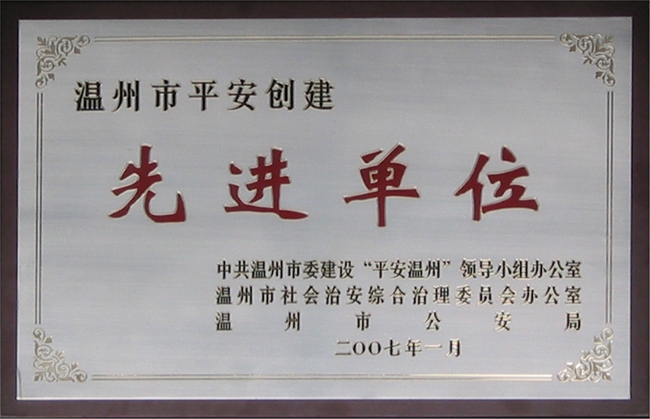 温州市平安创建
先进单位
中共温州市委建设“平安温州”领导小组办公室
温州市社会治安综合治理委员会办公室
温州市公安局
二〇〇七年一月